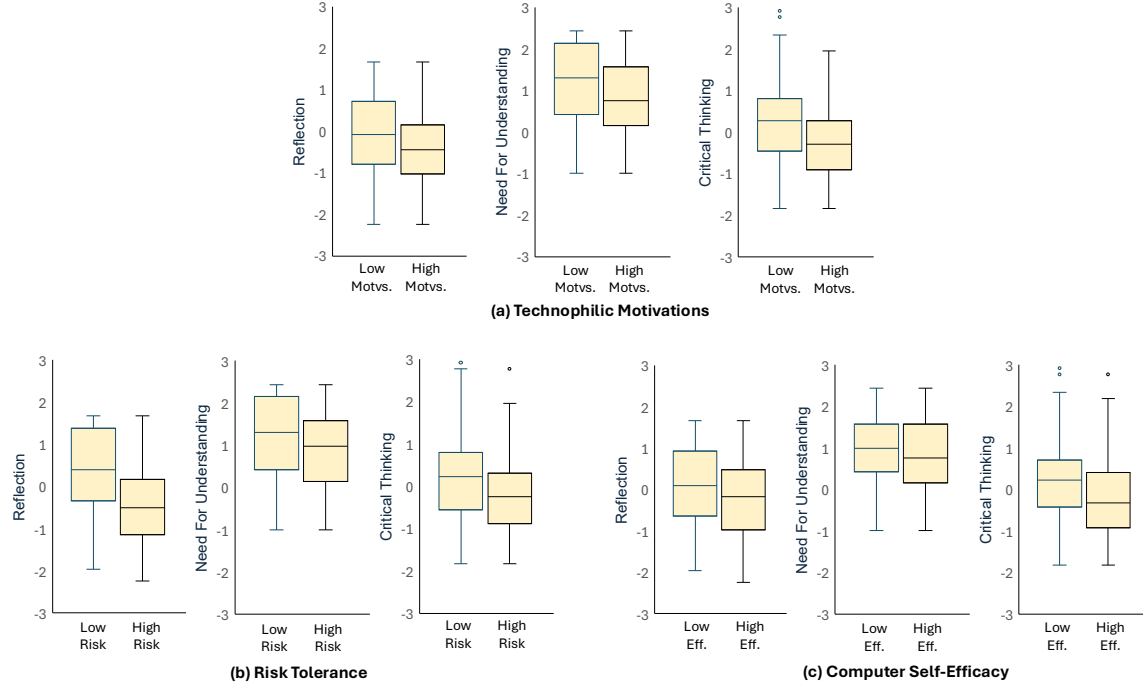 Reflection
3
2
1
0
-1
-2
-3
Low Motvs.
High Motvs.
Need For Understanding
3
2
1
0
-1
-2
-3
Low Motvs.
High Motvs.
Critical Thinking
3
2
1
0
-1
-2
-3
Low Motvs.
High Motvs.
(a) Technophilic Motivations
Reflection
3
2
1
0
-1
-2
-3
Low Risk
High Risk
Need For Understanding
3
2
1
0
-1
-2
-3
Low Risk
High Risk
Critical Thinking
3
2
1
0
-1
-2
-3
Low Risk
High Risk
(b) Risk Tolerance
Reflection
3
2
1
0
-1
-2
-3
Low Eff.
High Eff.
Need For Understanding
3
2
1
0
-1
-2
-3
Low Eff.
High Eff.
Critical Thinking
3
2
1
0
-1
-2
-3
Low Eff.
High Eff.
(c) Computer Self-Efficacy